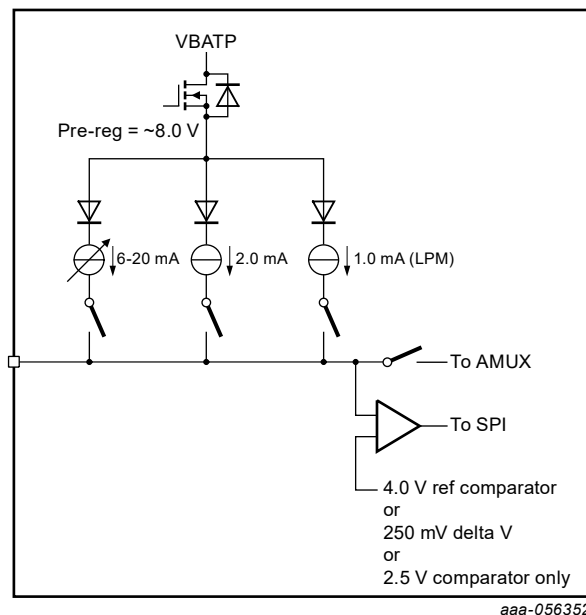 VBATP
Pre-reg = ~8.0 V
6-20 mA
2.0 mA
1.0 mA (LPM)
To AMUX
To SPI
4.0 V ref comparator
or
250 mV delta V
or
2.5 V comparator only
aaa-056352